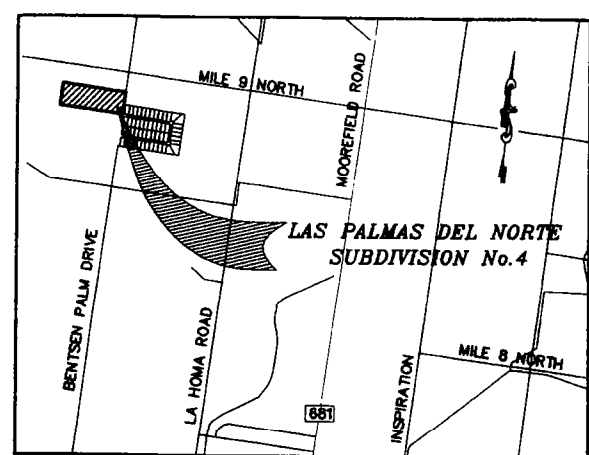 MILE 9 NORTH
MOOREFIELD ROAD
LAS PALMAS DEL NORTE
SUBDIVISION No.4
BENTSEN PALM DRIVE
LA HOMA ROAD
MILE 8 NORTH
INSPIRATION
681